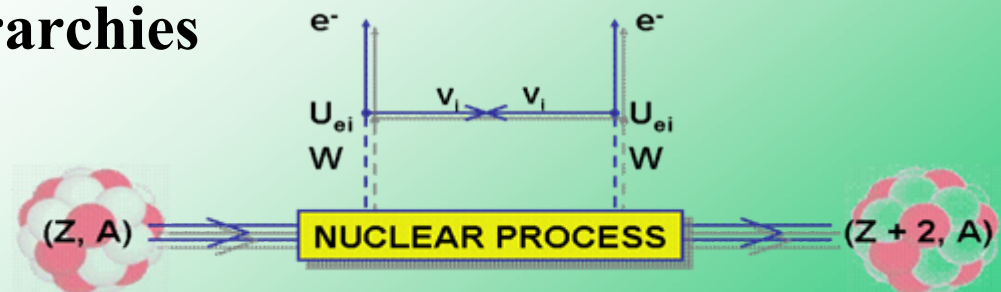 rarchies
e- e-
νi νi
Uei Uei
W W
(Z, A) NUCLEAR PROCESS (Z + 2, A)